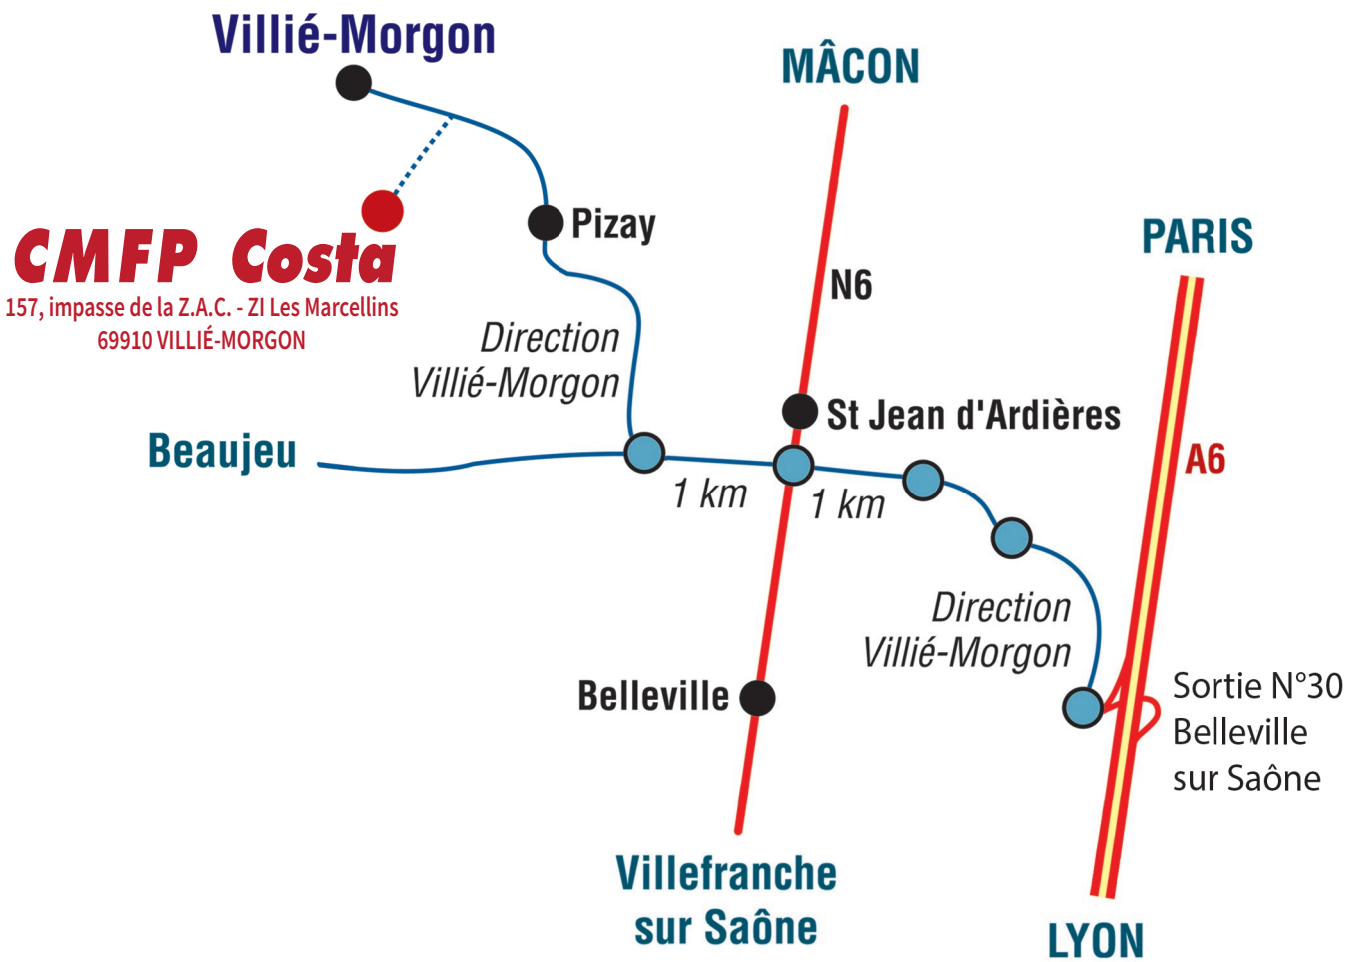 Villié-Morgon
MÂCON
Pizay
PARIS
CMFP Costa
157, impasse de la Z.A.C. - ZI Les Marcellins
69910 VILLIÉ-MORGON
N6
Direction
Villié-Morgon
St Jean d'Ardières
Beaujeu
A6
1 km
1 km
Direction
Villié-Morgon
Belleville
Sortie N°30
Belleville
sur Saône
Villefranche
sur Saône
LYON